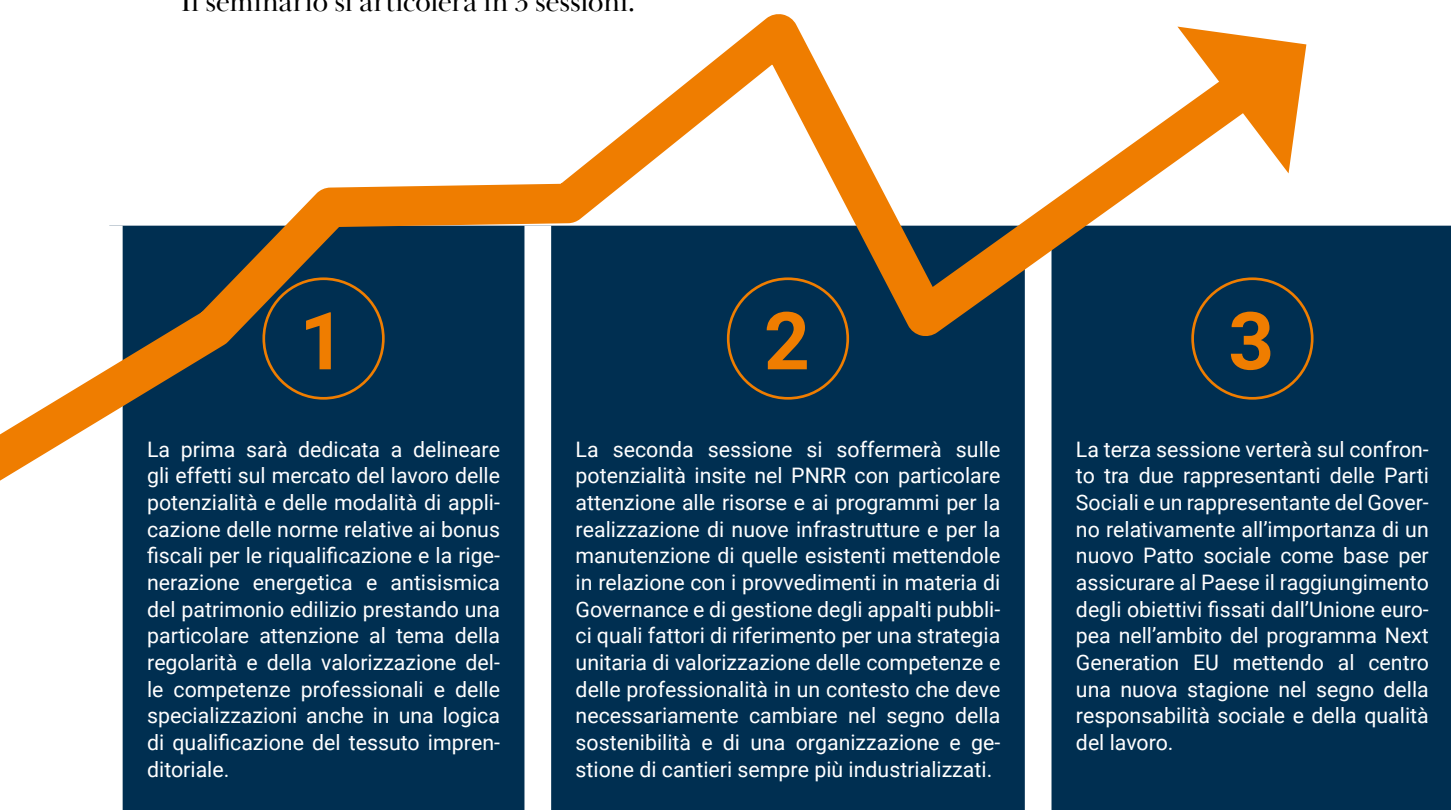 Il seminario si articolerà in 3 sessioni.
1
La prima sarà dedicata a delineare
gli effetti sul mercato del lavoro delle
potenzialità e delle modalità di appli-
cazione delle norme relative ai bonus
fiscali per le riqualificazione e la rige-
nerazione energetica e antisismica
del patrimonio edilizio prestando una
particolare attenzione al tema della
regolarità e della valorizzazione del-
le competenze professionali e delle
specializzazioni anche in una logica
di qualificazione del tessuto impren-
ditoriale.
2
La seconda sessione si soffermerà sulle
potenzialità insite nel PNRR con particolare
attenzione alle risorse e ai programmi per la
realizzazione di nuove infrastrutture e per la
manutenzione di quelle esistenti mettendole
in relazione con i provvedimenti in materia di
Governance e di gestione degli appalti pubbli-
ci quali fattori di riferimento per una strategia
unitaria di valorizzazione delle competenze e
delle professionalità in un contesto che deve
necessariamente cambiare nel segno della
sostenibilità e di una organizzazione e ge-
stione di cantieri sempre più industrializzati.
3
La terza sessione verterà sul confron-
to tra due rappresentanti delle Parti
Sociali e un rappresentante del Gover-
no relativamente all'importanza di un
nuovo Patto sociale come base per
assicurare al Paese il raggiungimento
degli obiettivi fissati dall'Unione euro-
pea nell'ambito del programma Next
Generation EU mettendo al centro
una nuova stagione nel segno della
responsabilità sociale e della qualità
del lavoro.